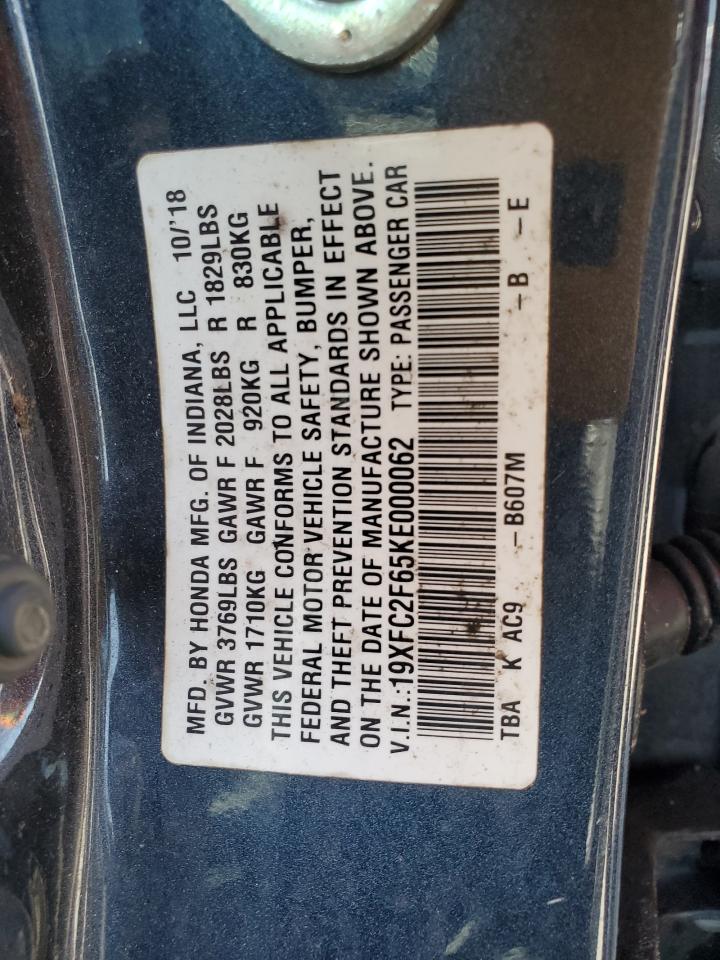 MFD. BY HONDA MFG. OF INDIANA, LLC 10/'18
GVWR 3769LBS GAWR F 2028LBS R 1829LBS
GVWR 1710KG GAWR F 920KG R 830KG
THIS VEHICLE CONFORMS TO ALL APPLICABLE
FEDERAL MOTOR VEHICLE SAFETY, BUMPER,
AND THEFT PREVENTION STANDARDS IN EFFECT
ON THE DATE OF MANUFACTURE SHOWN ABOVE.
V.I.N.:19XFC2F65KE000062 TYPE: PASSENGER CAR
TBA K AC9 -B607M -B -E